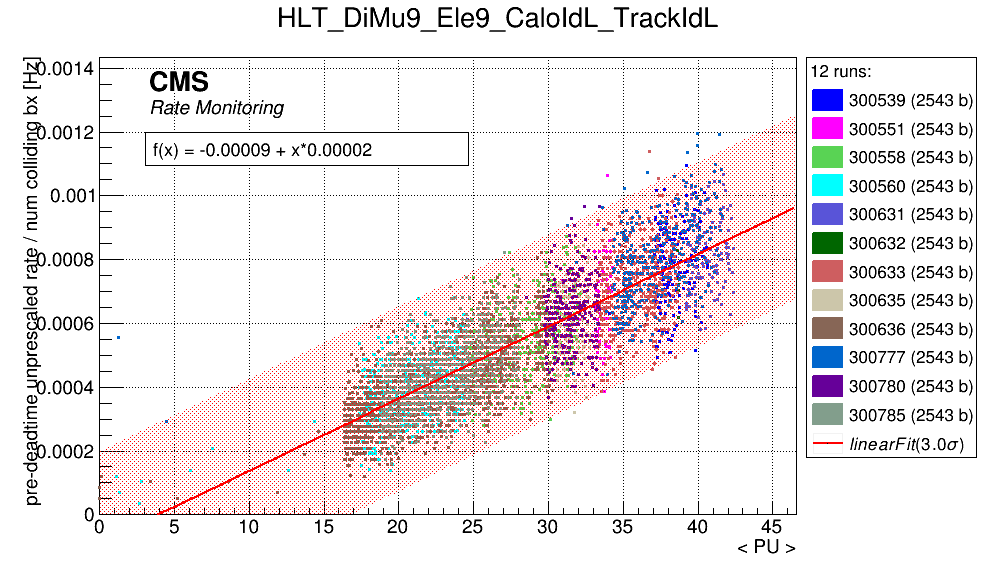 HLT_DiMu9_Ele9_CaloIdL_TrackIdL
pre-deadtime unprescaled rate / num colliding bx [Hz]
0.0014
0.0012
0.001
0.0008
0.0006
0.0004
0.0002
0
CMS
Rate Monitoring
f(x) = -0.00009 + x*0.00002
0 5 10 15 20 25 30 35 40 45
< PU >
12 runs:
300539 (2543 b)
300551 (2543 b)
300558 (2543 b)
300560 (2543 b)
300631 (2543 b)
300632 (2543 b)
300633 (2543 b)
300635 (2543 b)
300636 (2543 b)
300777 (2543 b)
300780 (2543 b)
300785 (2543 b)
linearFit(3.0σ)